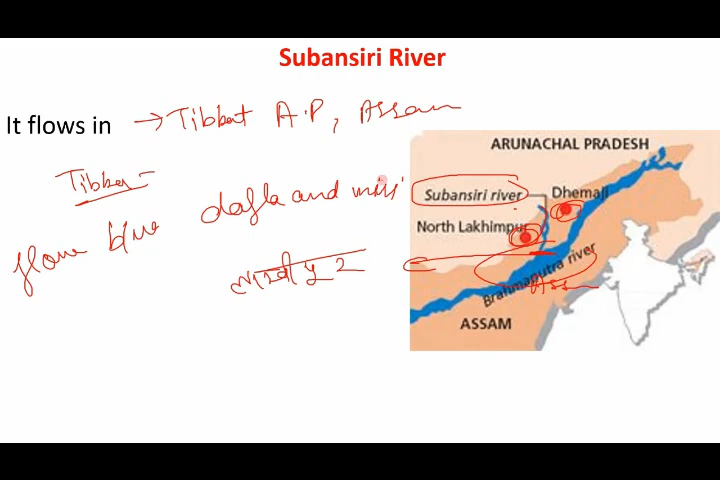 Subansiri River
It flows in → Tibbat A.P, Assam
Tibbat -
flow b/w dafla and miri
ARUNACHAL PRADESH
Subansiri river
Dhemaji
North Lakhimpur
Brahmaputra river
ASSAM